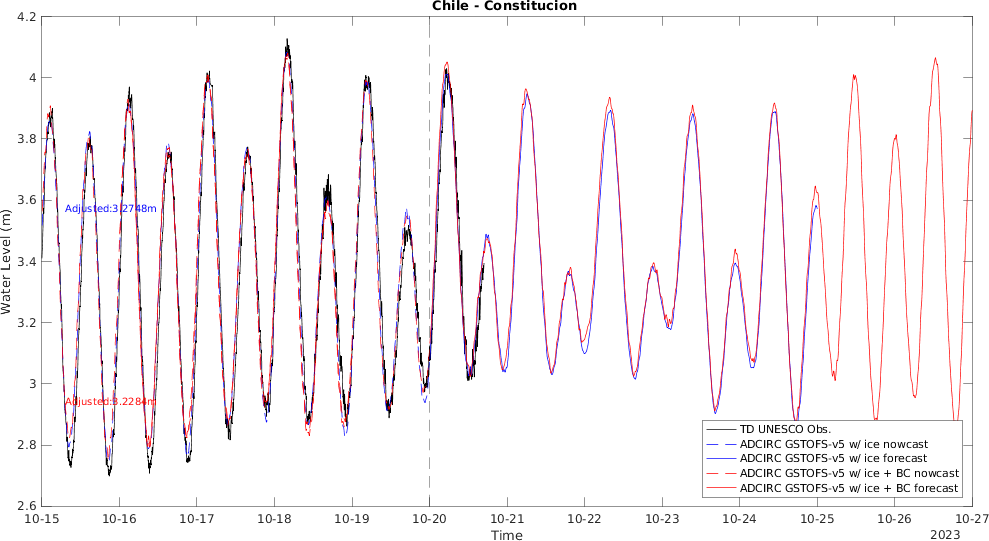 Chile - Constitucion
Water Level (m)
4.2
4
3.8
3.6
3.4
3.2
3
2.8
2.6
Adjusted:3.2748m
Adjusted:3.2284m
TD UNESCO Obs.
ADCIRC GSTOFS-v5 w/ ice nowcast
ADCIRC GSTOFS-v5 w/ ice forecast
ADCIRC GSTOFS-v5 w/ ice + BC nowcast
ADCIRC GSTOFS-v5 w/ ice + BC forecast
10-15 10-16 10-17 10-18 10-19 10-20 10-21 10-22 10-23 10-24 10-25 10-26 10-27
Time
2023